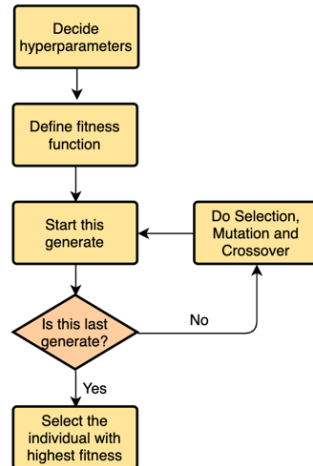 Decide
hyperparameters
Define fitness
function
Start this
generate
Do Selection,
Mutation and
Crossover
Is this last
generate?
No
Yes
Select the
individual with
highest fitness